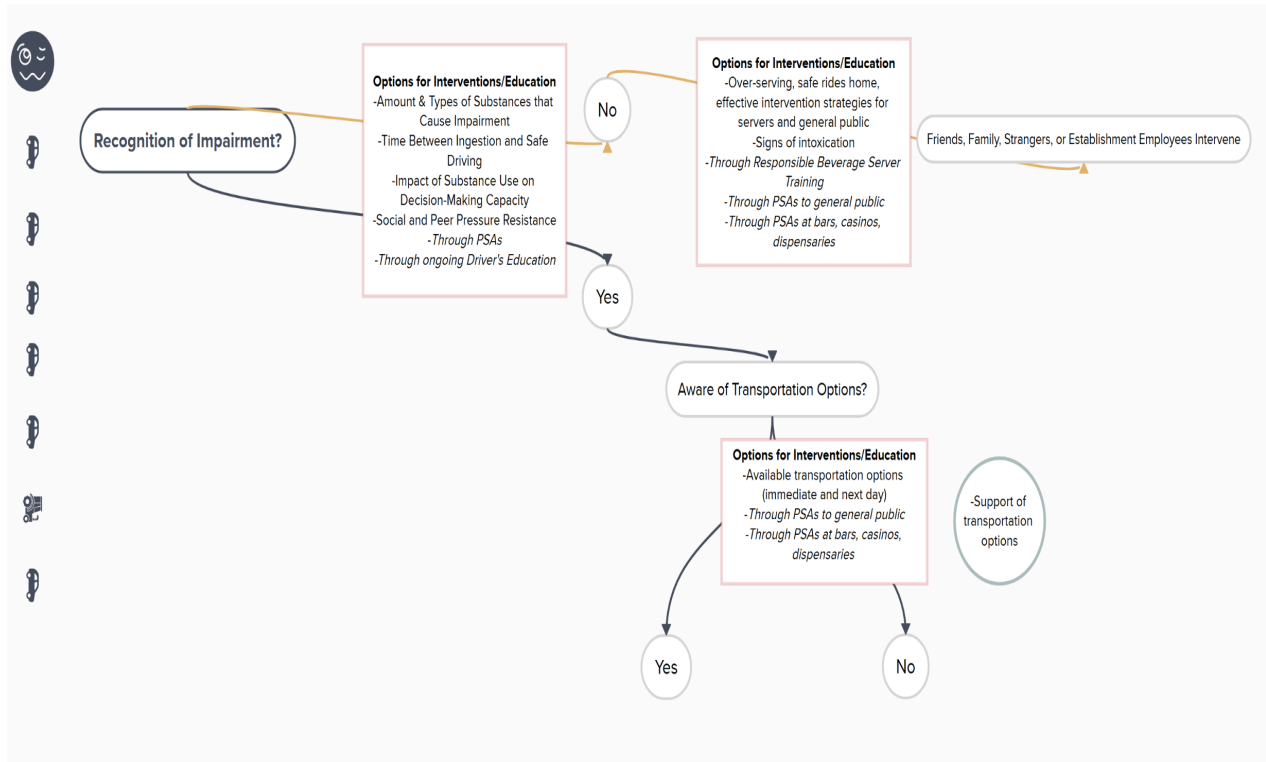 Recognition of Impairment?
Options for Interventions/Education
-Amount & Types of Substances that
Cause Impairment
-Time Between Ingestion and Safe
Driving
-Impact of Substance Use on
Decision-Making Capacity
-Social and Peer Pressure Resistance
-Through PSAs
-Through ongoing Driver's Education
No
Options for Interventions/Education
-Over-serving, safe rides home,
effective intervention strategies for
servers and general public
-Signs of intoxication
-Through Responsible Beverage Server
Training
-Through PSAs to general public
-Through PSAs at bars, casinos,
dispensaries
Friends, Family, Strangers, or Establishment Employees Intervene
Yes
Aware of Transportation Options?
Options for Interventions/Education
-Available transportation options
(immediate and next day)
-Through PSAs to general public
-Through PSAs at bars, casinos,
dispensaries
-Support of
transportation
options
Yes
No